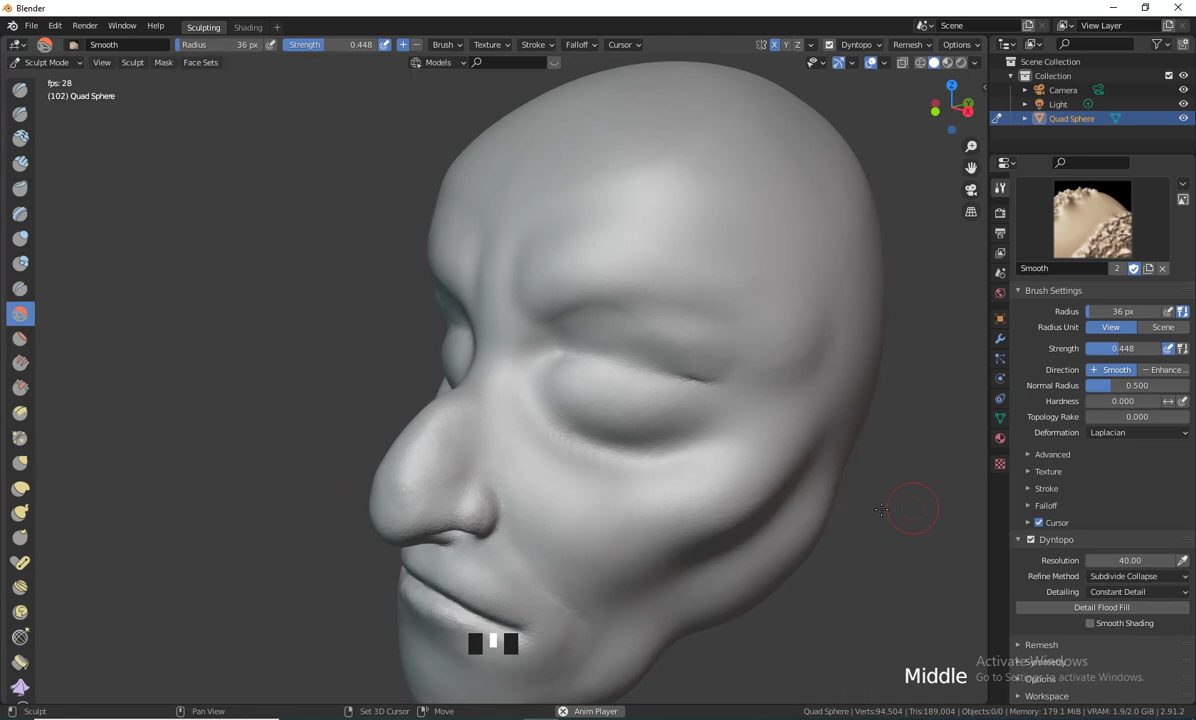 Blender
File Edit Render Window Help Sculpting Shading + Scene View Layer
Smooth Radius 36 px Strength 0.448 Brush Texture Stroke Falloff Cursor X Y Z Dyntopo Remesh Options
Sculpt Mode View Sculpt Mask Face Sets Models
fps: 28
(102) Quad Sphere
Z
Y
X
Scene Collection
Collection
Camera
Light
Quad Sphere
Smooth 2
Brush Settings
Radius 36 px
Radius Unit View Scene
Strength 0.448
Direction + Smooth — Enhance...
Normal Radius 0.500
Hardness 0.000
Topology Rake 0.000
Deformation Laplacian
Advanced
Texture
Stroke
Falloff
Cursor
Dyntopo
Resolution 40.00
Refine Method Subdivide Collapse
Detailing Constant Detail
Detail Flood Fill
Smooth Shading
Remesh
Symmetry
Options
Workspace
Activate Windows
Go to Settings to activate Windows.
Middle
Sculpt Pan View Set 3D Cursor Move Anim Player Quad Sphere | Verts:94,504 | Tris:189,004 | Objects:0/0 | Memory: 179.1 MiB | VRAM: 1.9/2.0 GiB | 2.91.2